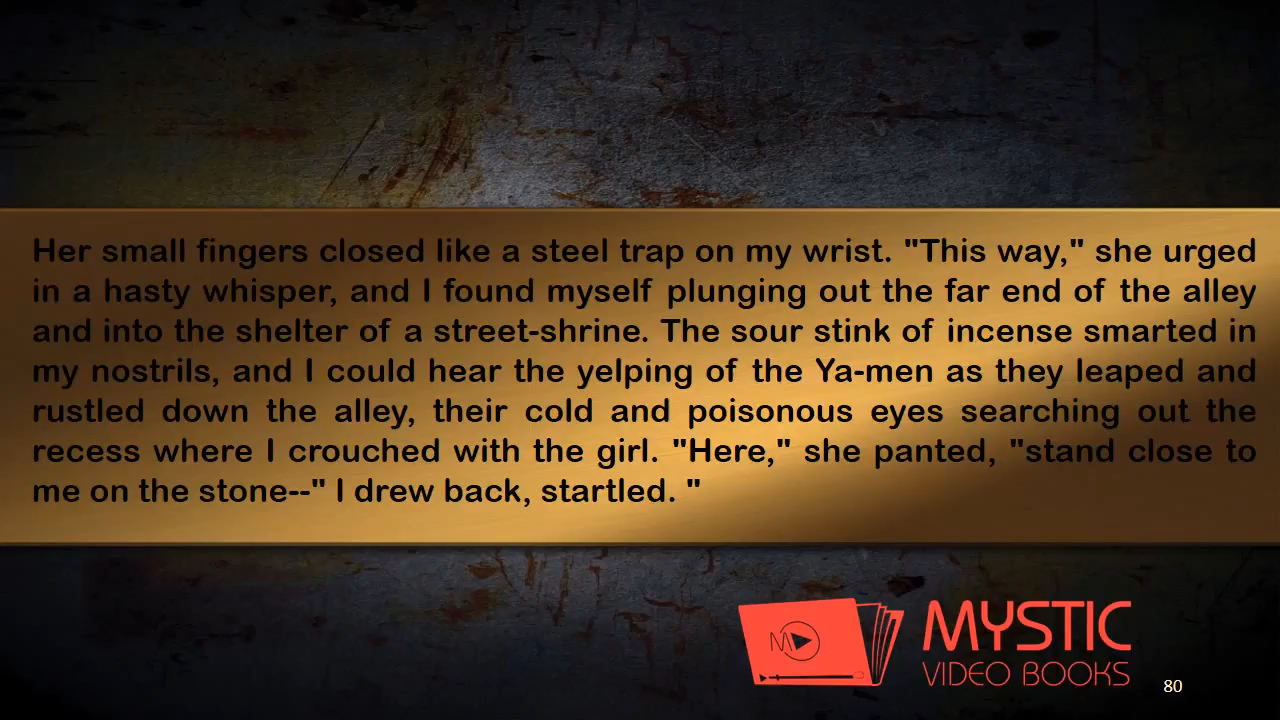 Her small fingers closed like a steel trap on my wrist. "This way," she urged
in a hasty whisper, and I found myself plunging out the far end of the alley
and into the shelter of a street-shrine. The sour stink of incense smarted in
my nostrils, and I could hear the yelping of the Ya-men as they leaped and
rustled down the alley, their cold and poisonous eyes searching out the
recess where I crouched with the girl. "Here," she panted, "stand close to
me on the stone--" I drew back, startled. "
MYSTIC
VIDEO BOOKS
80